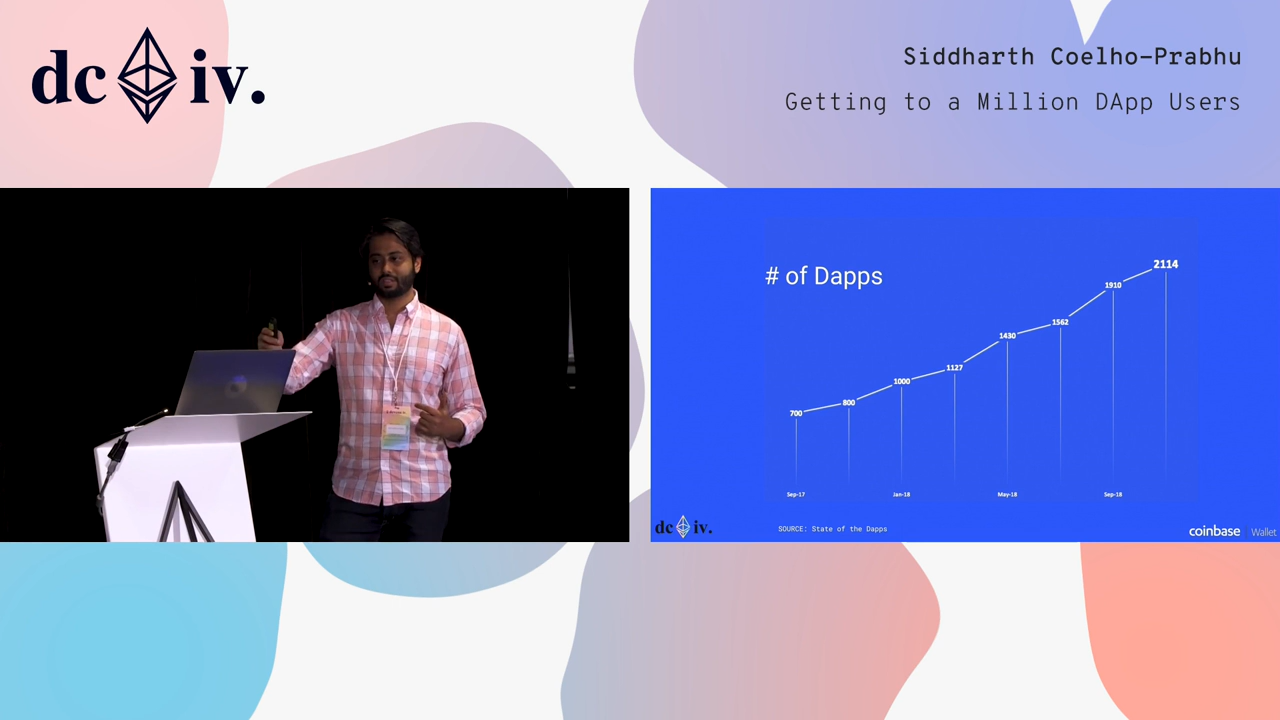 dc iv.
Siddharth Coelho-Prabhu
Getting to a Million DApp Users
# of Dapps
2114
1910
1562
1430
1127
1000
800
700
Sep-17
Jan-18
May-18
Sep-18
SOURCE: State of the Dapps
dc iv.
coinbase Wallet